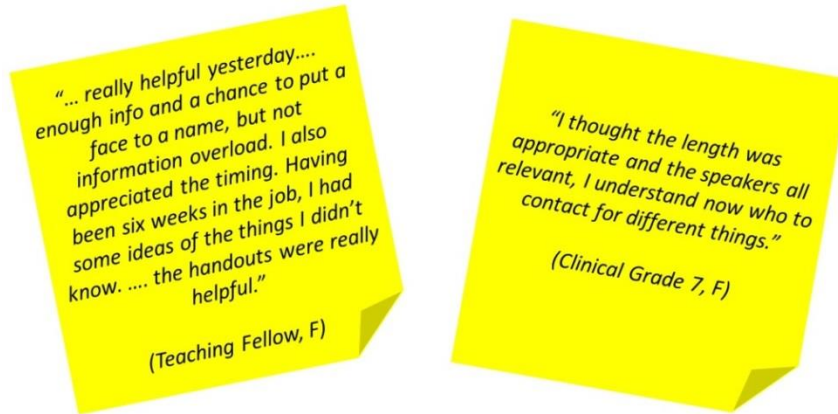 “... really helpful yesterday....
enough info and a chance to put a
face to a name, but not
information overload. I also
appreciated the timing. Having
been six weeks in the job, I had
some ideas of the things I didn’t
know. .... the handouts were really
helpful.”
(Teaching Fellow, F)
“I thought the length was
appropriate and the speakers all
relevant, I understand now who to
contact for different things.”
(Clinical Grade 7, F)